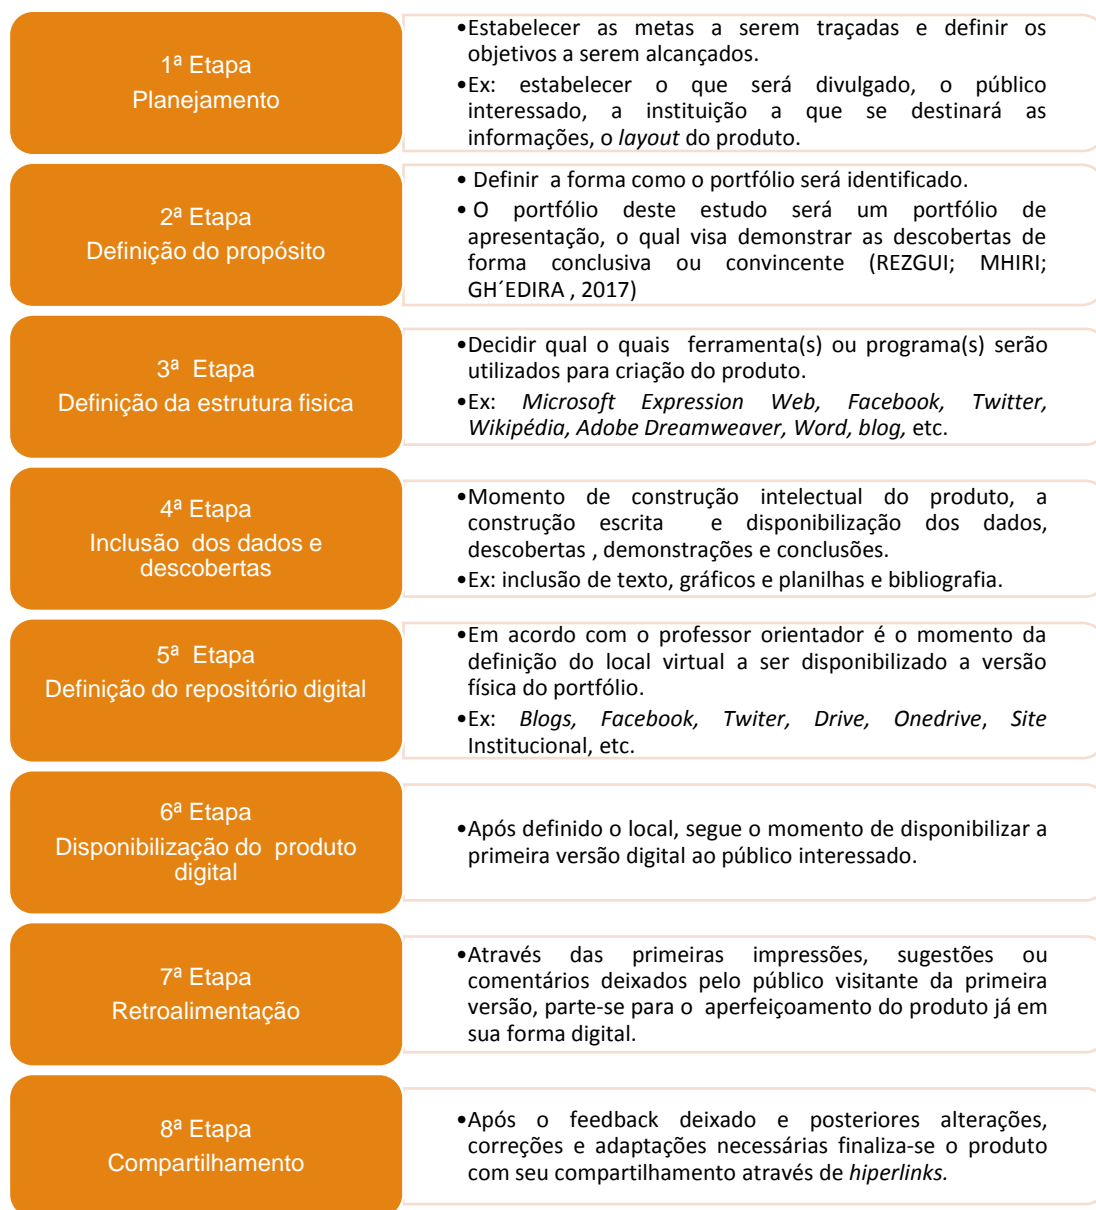 1ª Etapa
Planejamento
•Estabelecer as metas a serem traçadas e definir os
objetivos a serem alcançados.
•Ex: estabelecer o que será divulgado, o público
interessado, a instituição a que se destinará as
informações, o layout do produto.
2ª Etapa
Definição do propósito
• Definir a forma como o portfólio será identificado.
• O portfólio deste estudo será um portfólio de
apresentação, o qual visa demonstrar as descobertas de
forma conclusiva ou convincente (REZGUI; MHIRI;
GH´EDIRA , 2017)
3ª Etapa
Definição da estrutura fisica
•Decidir qual o quais ferramenta(s) ou programa(s) serão
utilizados para criação do produto.
•Ex: Microsoft Expression Web, Facebook, Twitter,
Wikipédia, Adobe Dreamweaver, Word, blog, etc.
4ª Etapa
Inclusão dos dados e
descobertas
•Momento de construção intelectual do produto, a
construção escrita e disponibilização dos dados,
descobertas , demonstrações e conclusões.
•Ex: inclusão de texto, gráficos e planilhas e bibliografia.
5ª Etapa
Definição do repositório digital
•Em acordo com o professor orientador é o momento da
definição do local virtual a ser disponibilizado a versão
física do portfólio.
•Ex: Blogs, Facebook, Twiter, Drive, Onedrive, Site
Institucional, etc.
6ª Etapa
Disponibilização do produto
digital
•Após definido o local, segue o momento de disponibilizar a
primeira versão digital ao público interessado.
7ª Etapa
Retroalimentação
•Através das primeiras impressões, sugestões ou
comentários deixados pelo público visitante da primeira
versão, parte-se para o aperfeiçoamento do produto já em
sua forma digital.
8ª Etapa
Compartilhamento
•Após o feedback deixado e posteriores alterações,
correções e adaptações necessárias finaliza-se o produto
com seu compartilhamento através de hiperlinks.